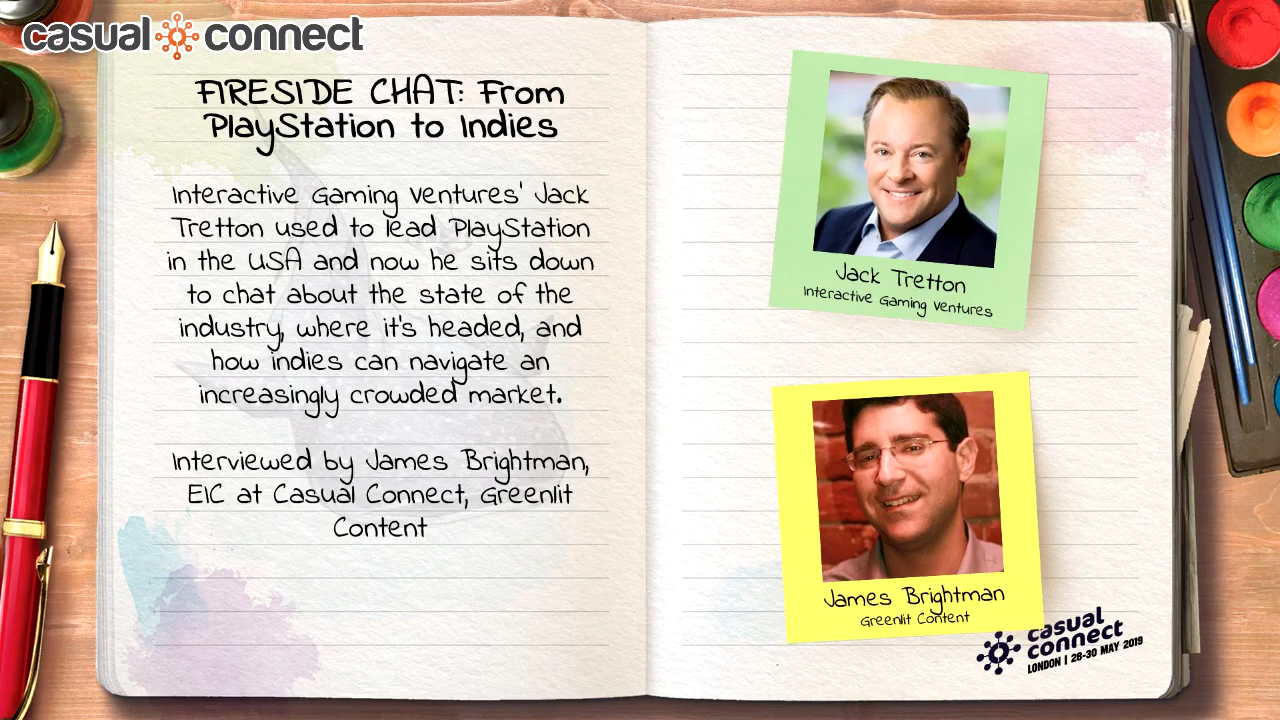 casual connect
FIRESIDE CHAT: From
PlayStation to Indies
Interactive Gaming Ventures' Jack
Tretton used to lead PlayStation
in the USA and now he sits down
to chat about the state of the
industry, where it's headed, and
how indies can navigate an
increasingly crowded market.
Interviewed by James Brightman,
EIC at Casual Connect, Greenlit
Content
Jack Tretton
Interactive Gaming Ventures
James Brightman
Greenlit Content
casual
connect
LONDON | 28-30 MAY 2019